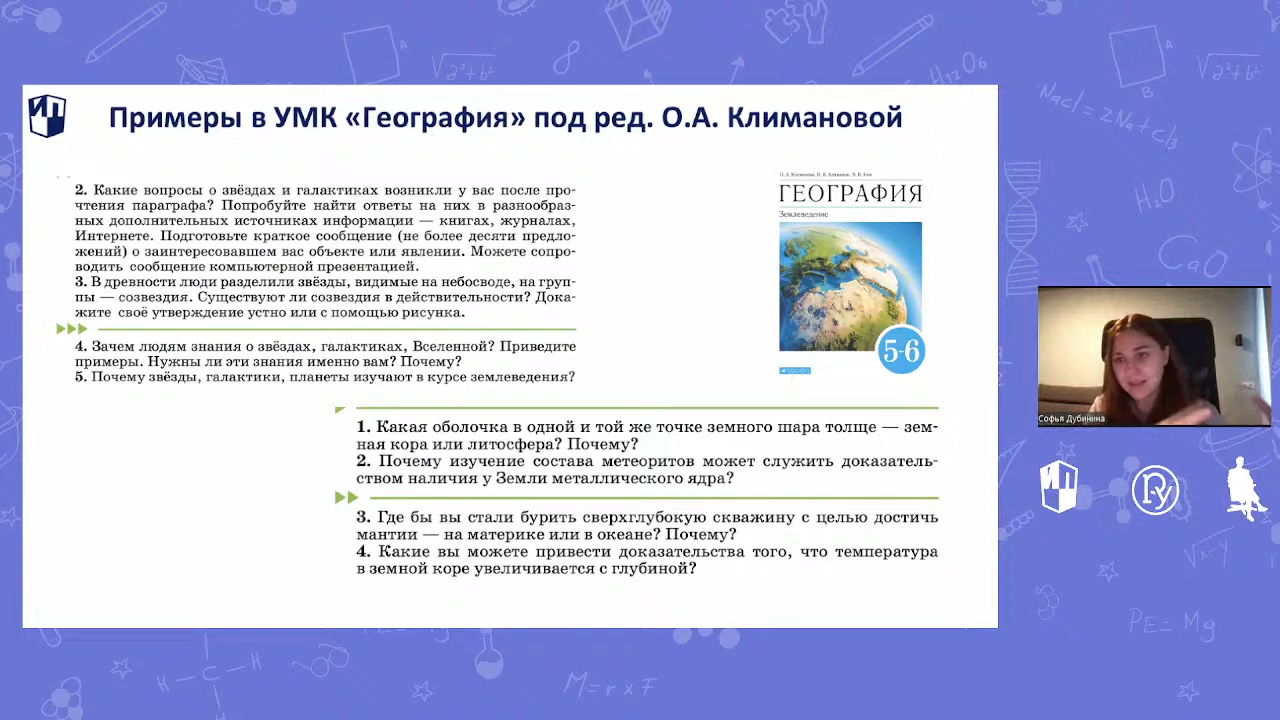 Примеры в УМК «География» под ред. О.А. Климановой
2. Какие вопросы о звёздах и галактиках возникли у вас после про-
чтения параграфа? Попробуйте найти ответы на них в разнообраз-
ных дополнительных источниках информации — книгах, журналах,
Интернете. Подготовьте краткое сообщение (не более десяти предло-
жений) о заинтересовавшем вас объекте или явлении. Можете сопро-
водить сообщение компьютерной презентацией.
3. В древности люди разделили звёзды, видимые на небосводе, на груп-
пы — созвездия. Существуют ли созвездия в действительности? Дока-
жите своё утверждение устно или с помощью рисунка.
4. Зачем людям знания о звёздах, галактиках, Вселенной? Приведите
примеры. Нужны ли эти знания именно вам? Почему?
5. Почему звёзды, галактики, планеты изучают в курсе землеведения?
ГЕОГРАФИЯ
Землеведение
5-6
1. Какая оболочка в одной и той же точке земного шара толще — зем-
ная кора или литосфера? Почему?
2. Почему изучение состава метеоритов может служить доказатель-
ством наличия у Земли металлического ядра?
3. Где бы вы стали бурить сверхглубокую скважину с целью достичь
мантии — на материке или в океане? Почему?
4. Какие вы можете привести доказательства того, что температура
в земной коре увеличивается с глубиной?
Софья Дубинина
H₂O
CaO
PE = Mg